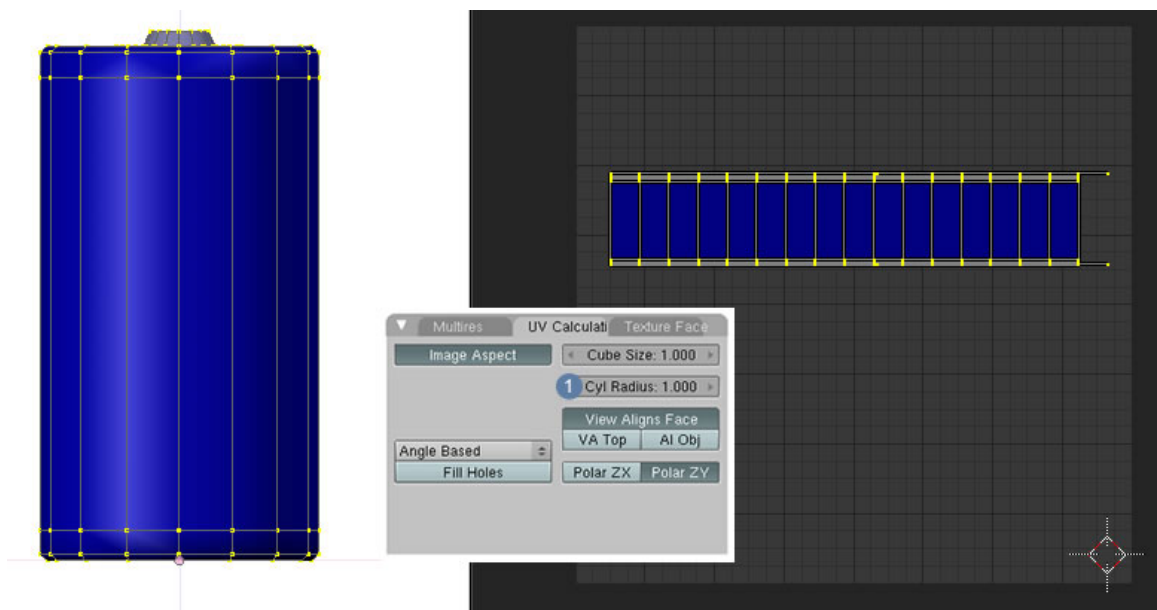 Multires UV Calculati Texture Face
Image Aspect Cube Size: 1.000
1 Cyl Radius: 1.000
View Aligns Face
VA Top Al Obj
Angle Based
Fill Holes Polar ZX Polar ZY